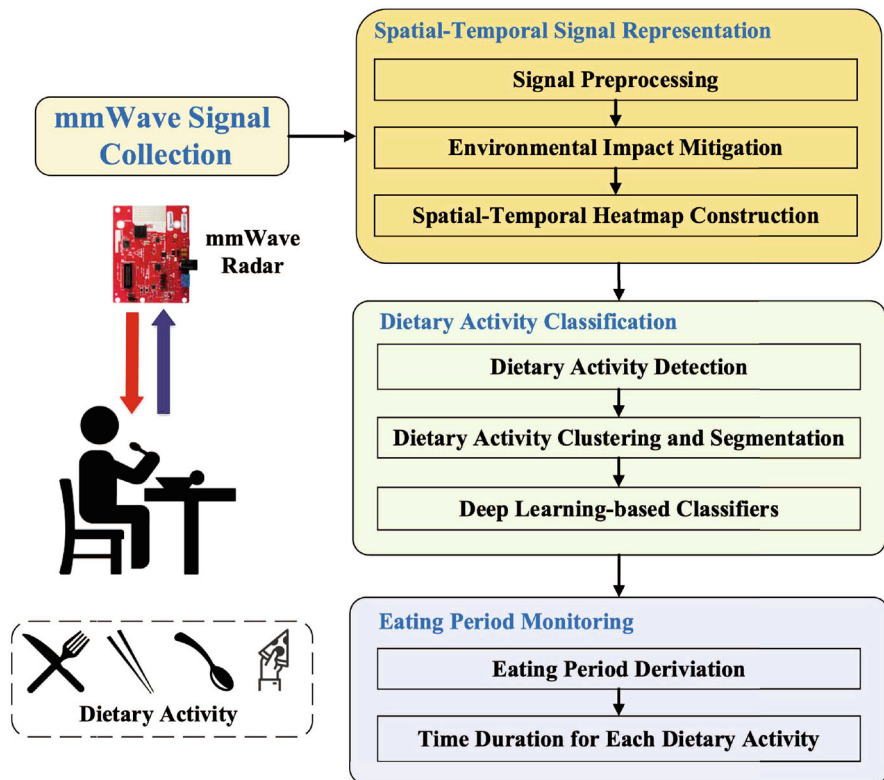 mmWave Signal
Collection
mmWave
Radar
Dietary Activity
Spatial-Temporal Signal Representation
Signal Preprocessing
Environmental Impact Mitigation
Spatial-Temporal Heatmap Construction
Dietary Activity Classification
Dietary Activity Detection
Dietary Activity Clustering and Segmentation
Deep Learning-based Classifiers
Eating Period Monitoring
Eating Period Deriviation
Time Duration for Each Dietary Activity